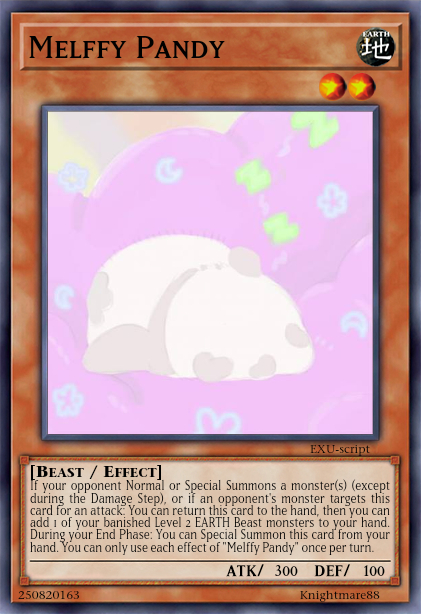 Melffy Pandy
EARTH
地
EXU-script
[Beast / Effect]
If your opponent Normal or Special Summons a monster(s) (except
during the Damage Step), or if an opponent's monster targets
this card for an attack: You can return this card to the hand, then you can
add 1 of your banished Level 2 EARTH Beast monsters to your hand.
During your End Phase: You can Special Summon this card from your
hand. You can only use each effect of "Melffy Pandy" once per turn.
ATK/ 300 DEF/ 100
250820163 Knightmare88